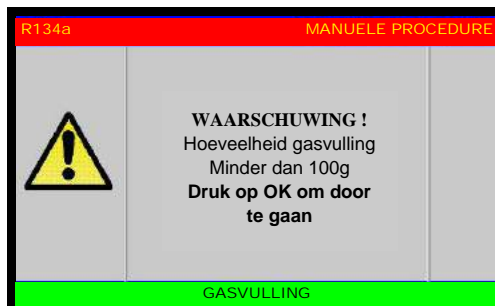 R134a MANUELE PROCEDURE
WAARSCHUWING !
Hoeveelheid gasvulling
Minder dan 100g
Druk op OK om door
te gaan
GASVULLING